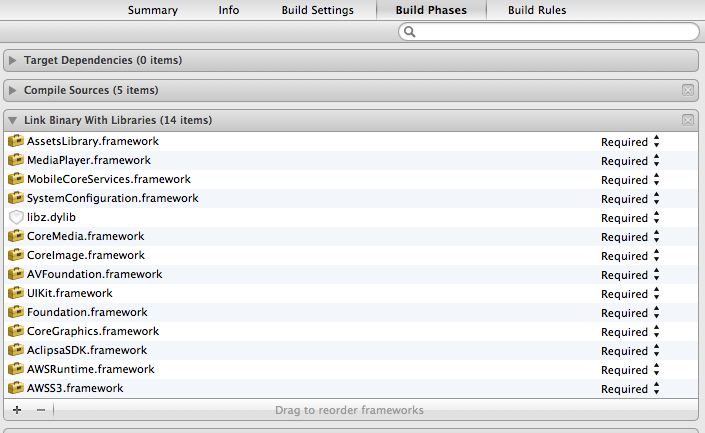 Summary Info Build Settings Build Phases Build Rules
Target Dependencies (0 items)
Compile Sources (5 items)
Link Binary With Libraries (14 items)
AssetsLibrary.framework Required
MediaPlayer.framework Required
MobileCoreServices.framework Required
SystemConfiguration.framework Required
libz.dylib Required
CoreMedia.framework Required
CoreImage.framework Required
AVFoundation.framework Required
UIKit.framework Required
Foundation.framework Required
CoreGraphics.framework Required
AclipsaSDK.framework Required
AWSRuntime.framework Required
AWSS3.framework Required
+ − Drag to reorder frameworks